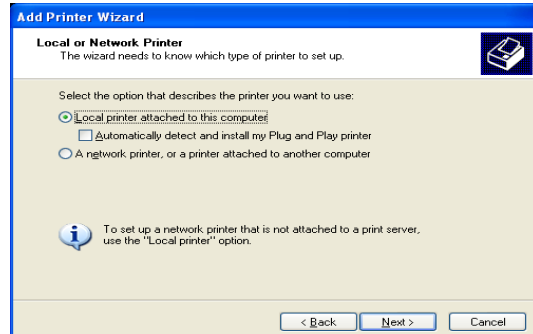 Add Printer Wizard
Local or Network Printer
The wizard needs to know which type of printer to set up.
Select the option that describes the printer you want to use:
Local printer attached to this computer
Automatically detect and install my Plug and Play printer
A network printer, or a printer attached to another computer
To set up a network printer that is not attached to a print server,
use the "Local printer" option.
< Back Next > Cancel